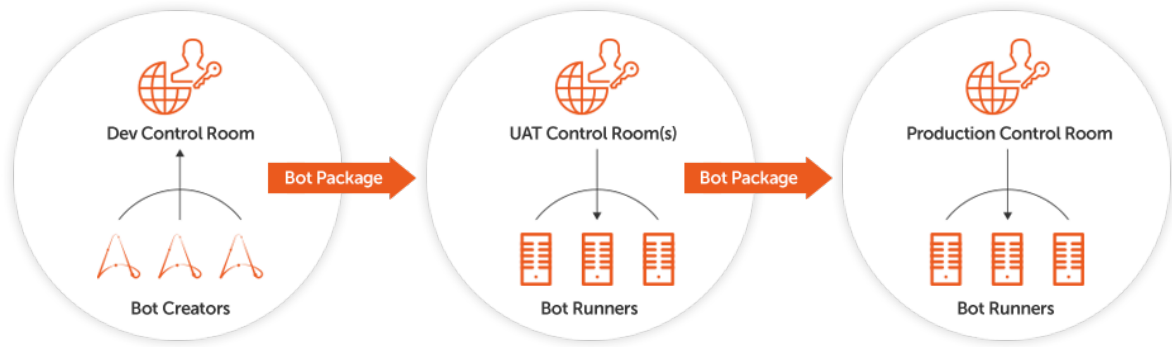 Dev Control Room
Bot Package
Bot Creators
UAT Control Room(s)
Bot Package
Bot Runners
Production Control Room
Bot Runners